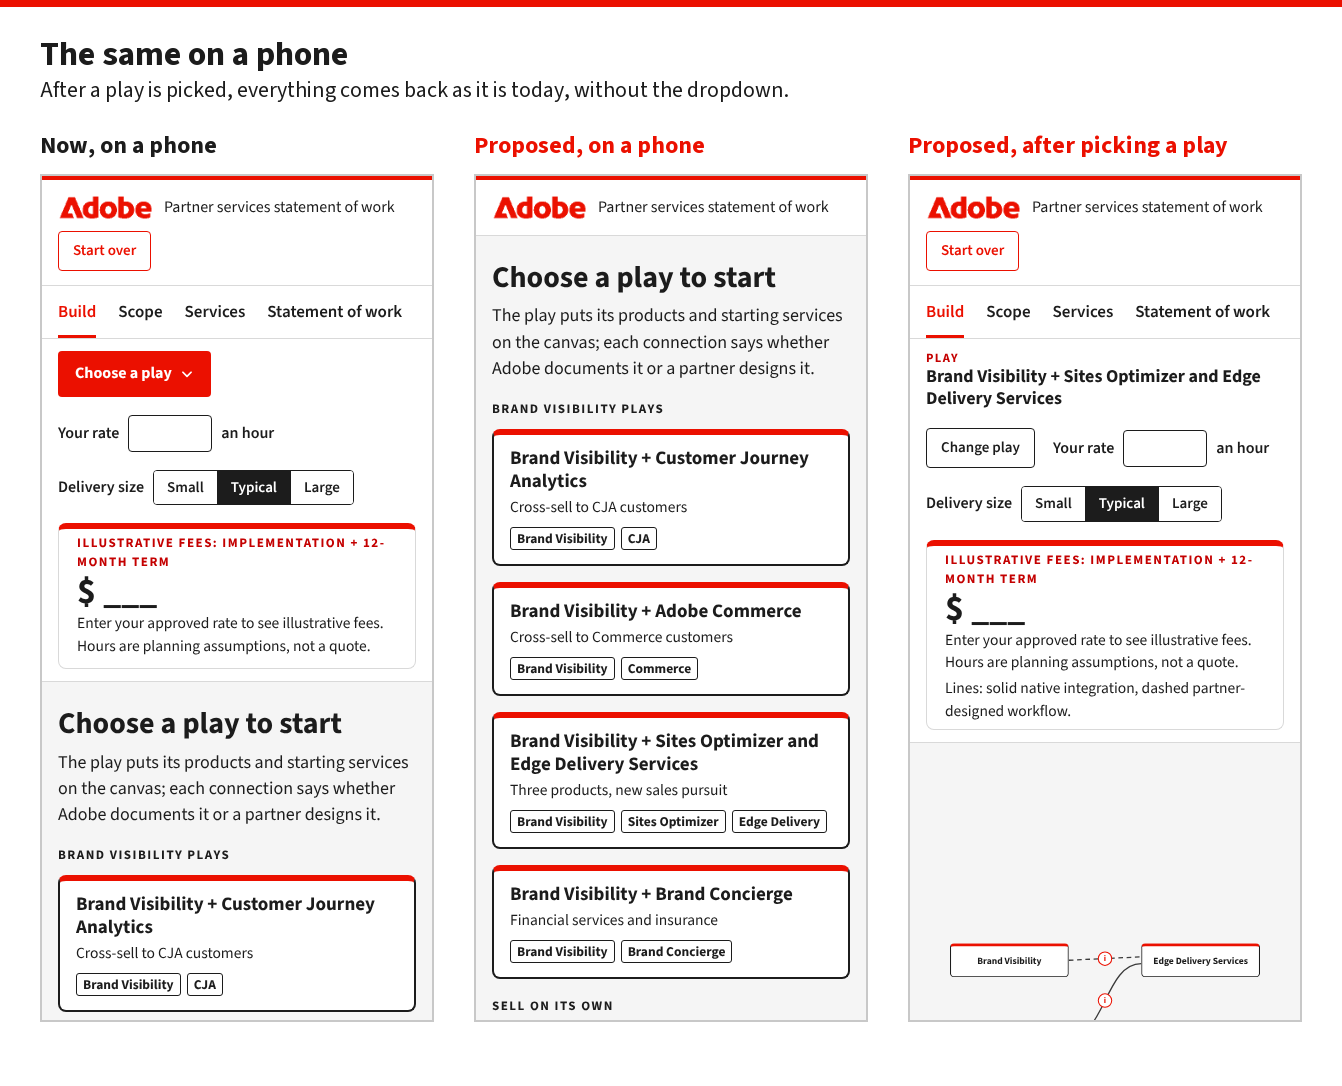 The same on a phone
After a play is picked, everything comes back as it is today, without the dropdown.
Now, on a phone
Adobe Partner services statement of work
Start over
Build Scope Services Statement of work
Choose a play
Your rate an hour
Delivery size Small Typical Large
ILLUSTRATIVE FEES: IMPLEMENTATION + 12-
MONTH TERM
$ ___
Enter your approved rate to see illustrative fees.
Hours are planning assumptions, not a quote.
Choose a play to start
The play puts its products and starting services
on the canvas; each connection says whether
Adobe documents it or a partner designs it.
BRAND VISIBILITY PLAYS
Brand Visibility + Customer Journey
Analytics
Cross-sell to CJA customers
Brand Visibility CJA
Proposed, on a phone
Adobe Partner services statement of work
Choose a play to start
The play puts its products and starting services
on the canvas; each connection says whether
Adobe documents it or a partner designs it.
BRAND VISIBILITY PLAYS
Brand Visibility + Customer Journey
Analytics
Cross-sell to CJA customers
Brand Visibility CJA
Brand Visibility + Adobe Commerce
Cross-sell to Commerce customers
Brand Visibility Commerce
Brand Visibility + Sites Optimizer and
Edge Delivery Services
Three products, new sales pursuit
Brand Visibility Sites Optimizer Edge Delivery
Brand Visibility + Brand Concierge
Financial services and insurance
Brand Visibility Brand Concierge
SELL ON ITS OWN
Proposed, after picking a play
Adobe Partner services statement of work
Start over
Build Scope Services Statement of work
PLAY
Brand Visibility + Sites Optimizer and Edge
Delivery Services
Change play Your rate an hour
Delivery size Small Typical Large
ILLUSTRATIVE FEES: IMPLEMENTATION + 12-
MONTH TERM
$ ___
Enter your approved rate to see illustrative fees.
Hours are planning assumptions, not a quote.
Lines: solid native integration, dashed partner-
designed workflow.
Brand Visibility i Edge Delivery Services
i